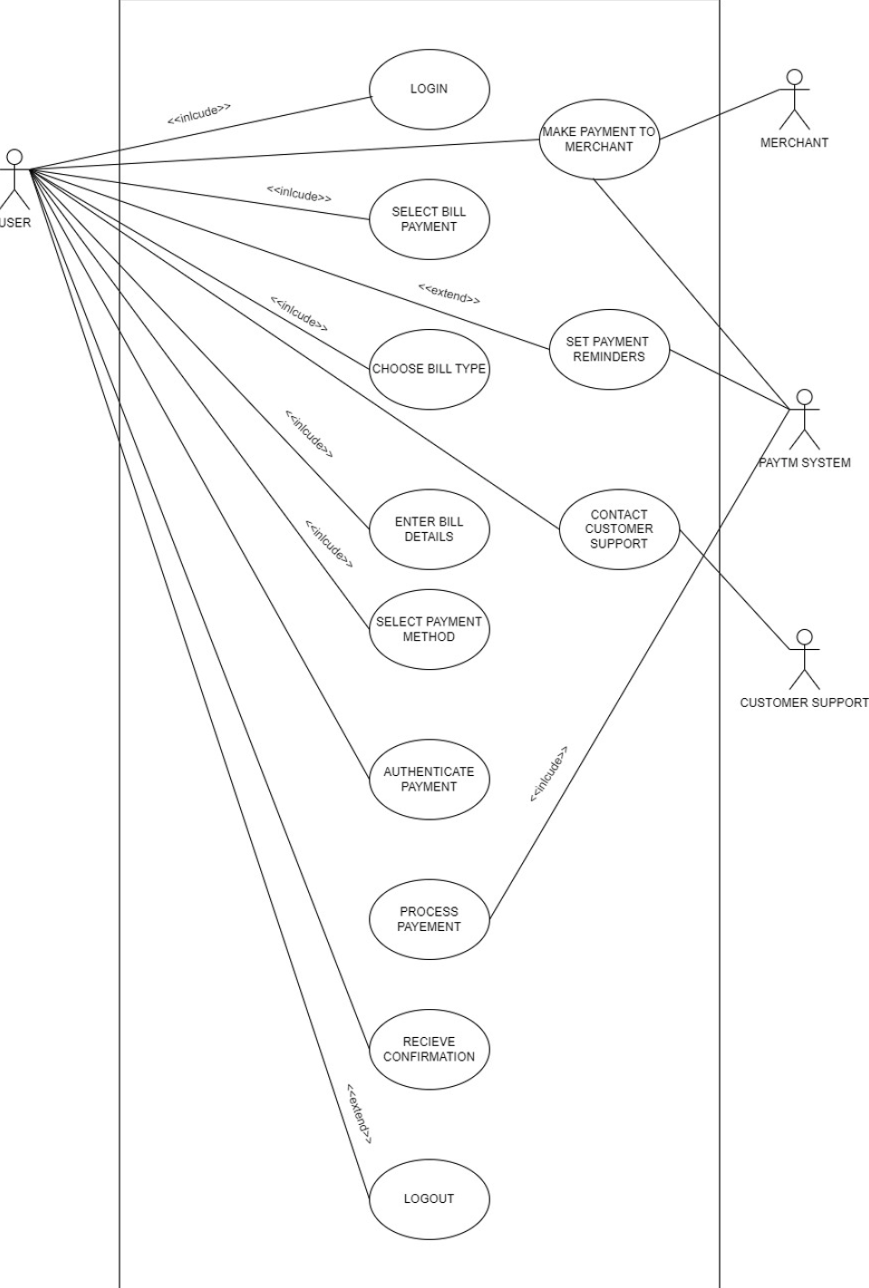 LOGIN
<<inlcude>>
MAKE PAYMENT TO
MERCHANT
MERCHANT
USER
<<inlcude>>
SELECT BILL
PAYMENT
<<extend>>
<<inlcude>>
SET PAYMENT
REMINDERS
CHOOSE BILL TYPE
<<inlcude>>
PAYTM SYSTEM
ENTER BILL
DETAILS
CONTACT
CUSTOMER
SUPPORT
<<inlcude>>
SELECT PAYMENT
METHOD
CUSTOMER SUPPORT
AUTHENTICATE
PAYMENT
<<inlcude>>
PROCESS
PAYEMENT
RECIEVE
CONFIRMATION
<<extend>>
LOGOUT